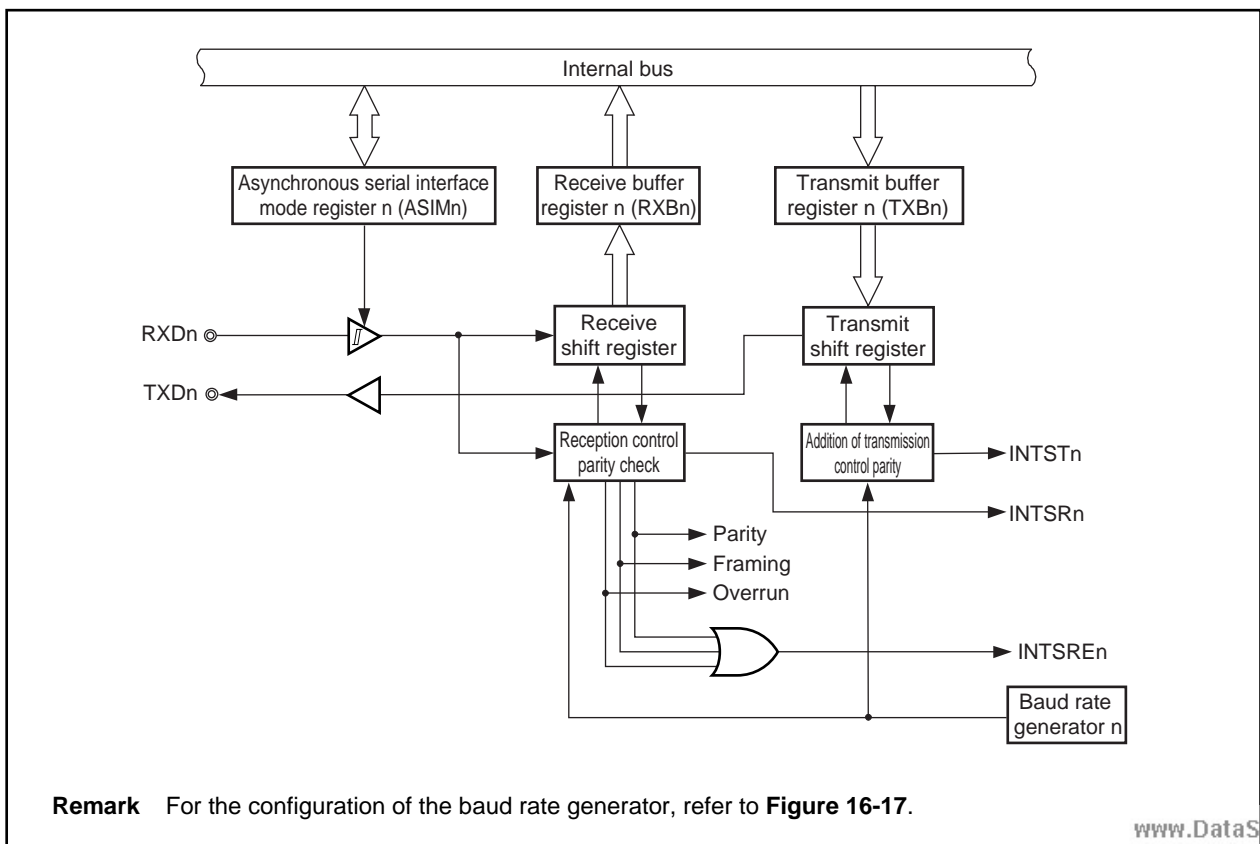 Internal bus
Asynchronous serial interface
mode register n (ASIMn)
Receive buffer
register n (RXBn)
Transmit buffer
register n (TXBn)
RXDn
Receive
shift register
Transmit
shift register
TXDn
Reception control
parity check
Addition of transmission
control parity
INTSTn
INTSRn
Parity
Framing
Overrun
INTSREn
Baud rate
generator n
Remark For the configuration of the baud rate generator, refer to Figure 16-17.
www.DataS